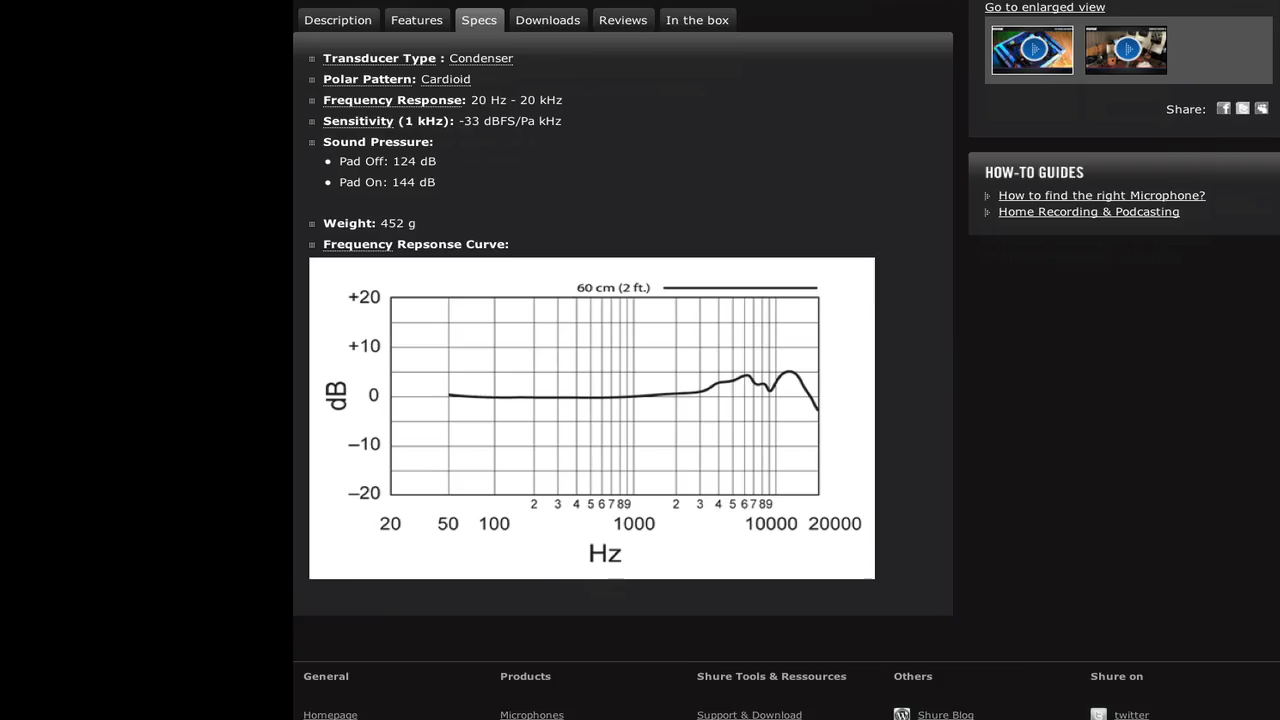 Description Features Specs Downloads Reviews In the box
Transducer Type : Condenser
Polar Pattern: Cardioid
Frequency Response: 20 Hz - 20 kHz
Sensitivity (1 kHz): -33 dBFS/Pa kHz
Sound Pressure:
Pad Off: 124 dB
Pad On: 144 dB
Weight: 452 g
Frequency Repsonse Curve:
60 cm (2 ft.)
+20
+10
0
–10
–20
dB
2 3 4 5 6 7 8 9 2 3 4 5 6 7 8 9
20 50 100 1000 10000 20000
Hz
Go to enlarged view
Share:
HOW-TO GUIDES
How to find the right Microphone?
Home Recording & Podcasting
General Products Shure Tools & Ressources Others Share on
Homepage Microphones Support & Download Shure Blog twitter